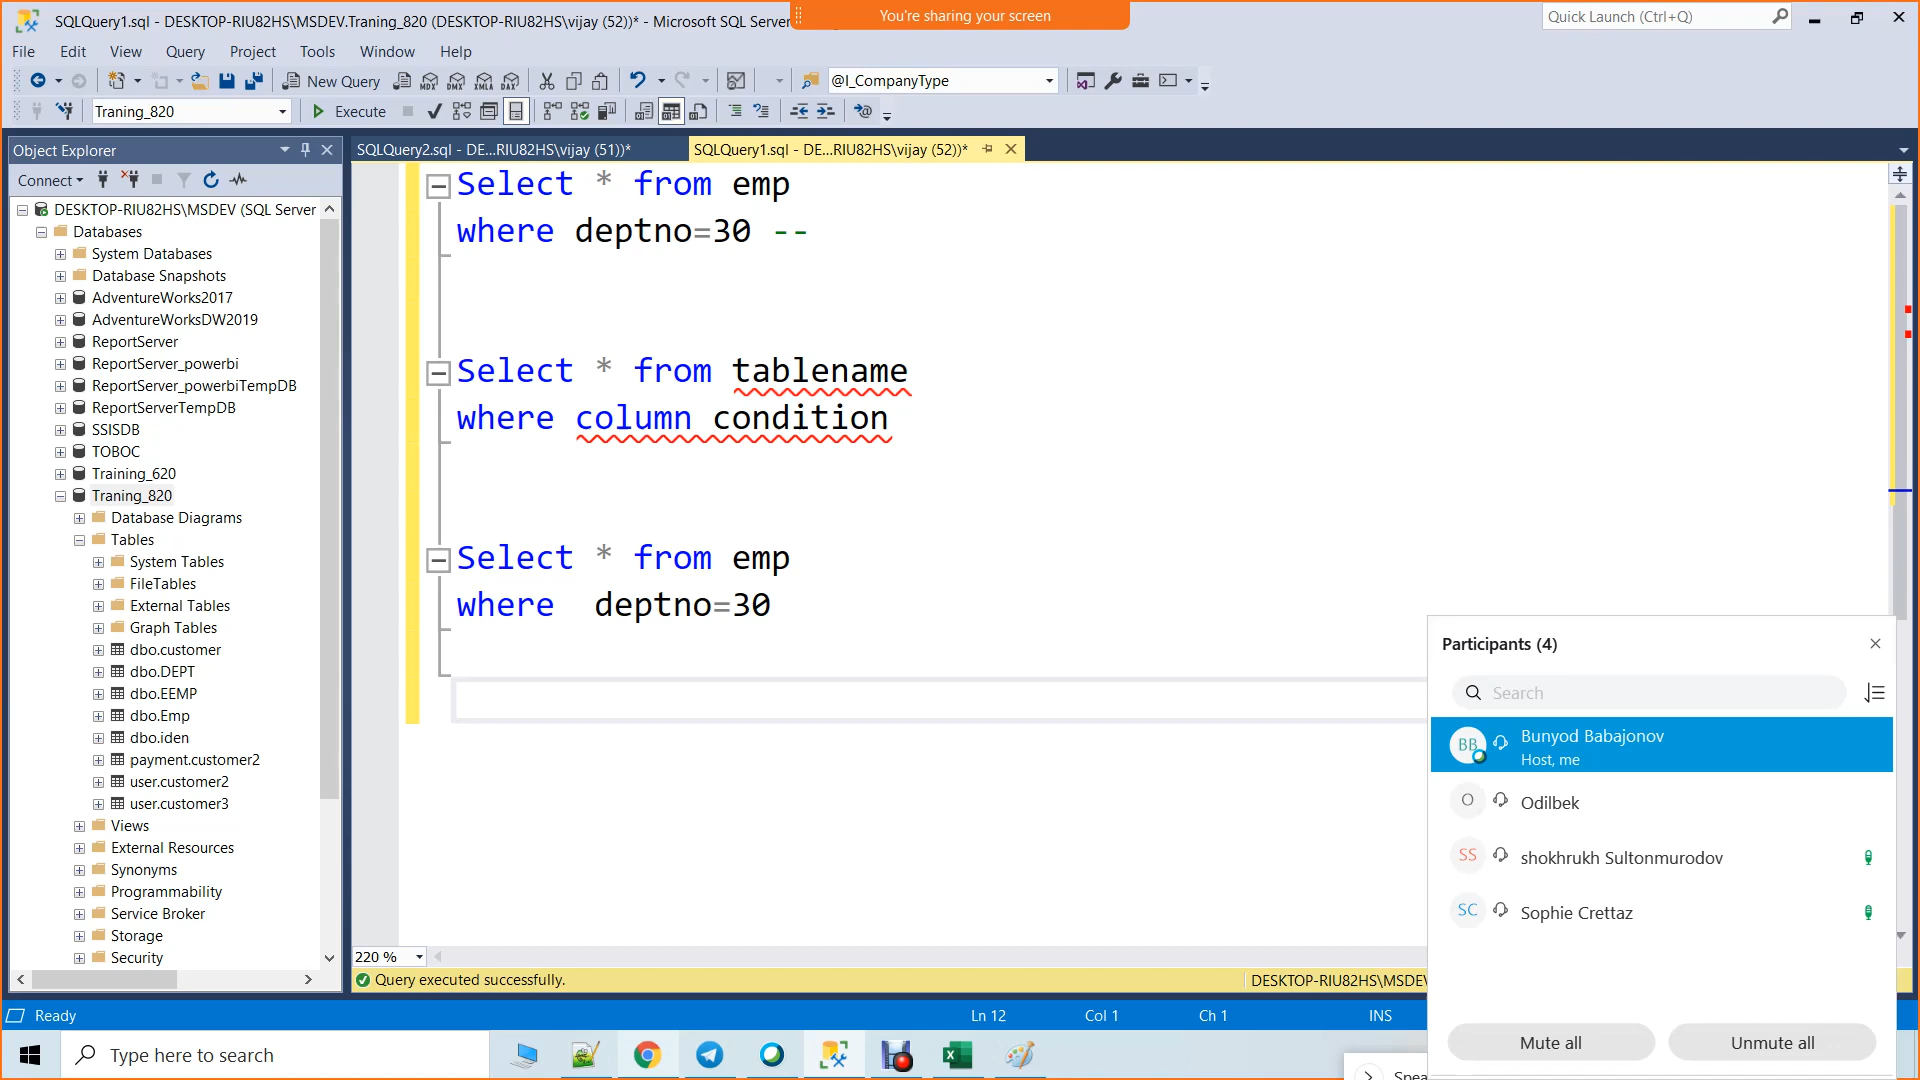 SQLQuery1.sql - DESKTOP-RIU82HS\MSDEV.Traning_820 (DESKTOP-RIU82HS\vijay (52))* - Microsoft SQL Server
You're sharing your screen
Quick Launch (Ctrl+Q)
File Edit View Query Project Tools Window Help
New Query
MDX DMX XMLA DAX
@I_CompanyType
Traning_820
Execute
Object Explorer
SQLQuery2.sql - DE...RIU82HS\vijay (51))*
SQLQuery1.sql - DE...RIU82HS\vijay (52))*
Connect
DESKTOP-RIU82HS\MSDEV (SQL Server
Databases
System Databases
Database Snapshots
AdventureWorks2017
AdventureWorksDW2019
ReportServer
ReportServer_powerbi
ReportServer_powerbiTempDB
ReportServerTempDB
SSISDB
TOBOC
Training_620
Traning_820
Database Diagrams
Tables
System Tables
FileTables
External Tables
Graph Tables
dbo.customer
dbo.DEPT
dbo.EEMP
dbo.Emp
dbo.iden
payment.customer2
user.customer2
user.customer3
Views
External Resources
Synonyms
Programmability
Service Broker
Storage
Security
Select * from emp
where deptno=30 --
Select * from tablename
where column condition
Select * from emp
where  deptno=30
220 %
Query executed successfully.
DESKTOP-RIU82HS\MSDEV
Participants (4)
Search
BB
Bunyod Babajonov
Host, me
O
Odilbek
SS
shokhrukh Sultonmurodov
SC
Sophie Crettaz
Mute all
Unmute all
Ready
Ln 12
Col 1
Ch 1
INS
Type here to search